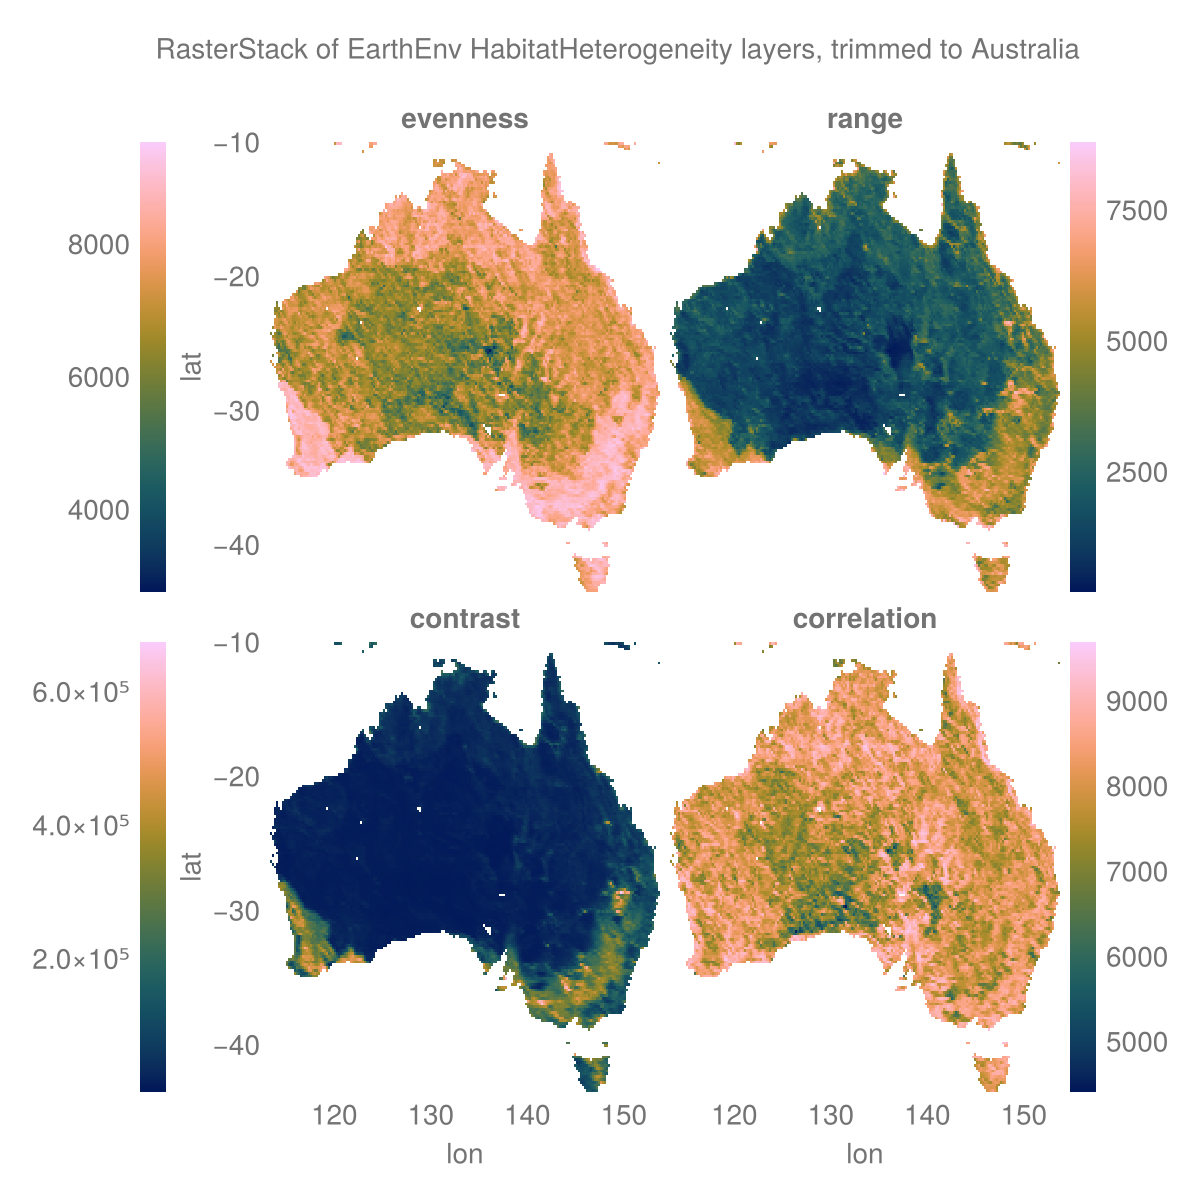 RasterStack of EarthEnv HabitatHeterogeneity layers, trimmed to Australia
evenness
range
8000
6000
4000
lat
−10
−20
−30
−40
7500
5000
2500
contrast
correlation
6.0×10⁵
4.0×10⁵
2.0×10⁵
lat
−10
−20
−30
−40
9000
8000
7000
6000
5000
120 130 140 150
lon
120 130 140 150
lon